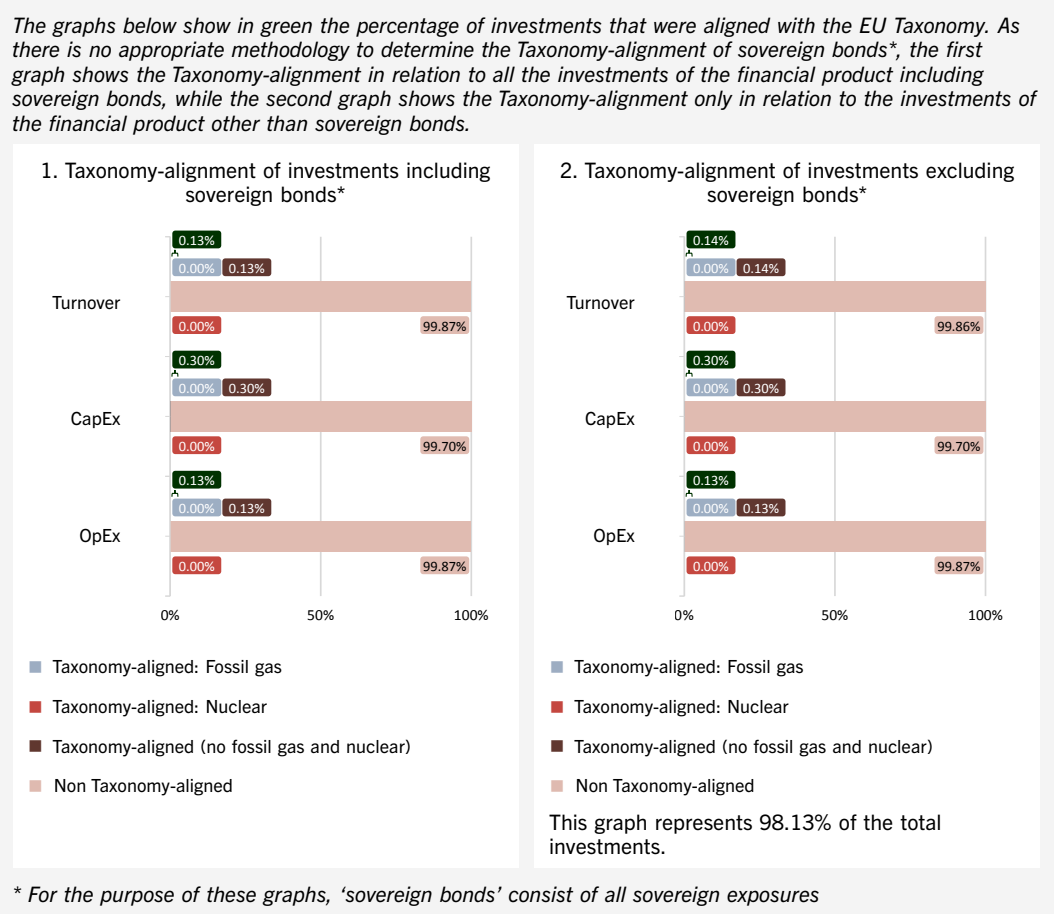 The graphs below show in green the percentage of investments that were aligned with the EU Taxonomy. As
there is no appropriate methodology to determine the Taxonomy-alignment of sovereign bonds*, the first
graph shows the Taxonomy-alignment in relation to all the investments of the financial product including
sovereign bonds, while the second graph shows the Taxonomy-alignment only in relation to the investments of
the financial product other than sovereign bonds.
1. Taxonomy-alignment of investments including
sovereign bonds*
0.13%
0.00% 0.13%
Turnover
0.00% 99.87%
0.30%
0.00% 0.30%
CapEx
0.00% 99.70%
0.13%
0.00% 0.13%
OpEx
0.00% 99.87%
0% 50% 100%
Taxonomy-aligned: Fossil gas
Taxonomy-aligned: Nuclear
Taxonomy-aligned (no fossil gas and nuclear)
Non Taxonomy-aligned
2. Taxonomy-alignment of investments excluding
sovereign bonds*
0.14%
0.00% 0.14%
Turnover
0.00% 99.86%
0.30%
0.00% 0.30%
CapEx
0.00% 99.70%
0.13%
0.00% 0.13%
OpEx
0.00% 99.87%
0% 50% 100%
Taxonomy-aligned: Fossil gas
Taxonomy-aligned: Nuclear
Taxonomy-aligned (no fossil gas and nuclear)
Non Taxonomy-aligned
This graph represents 98.13% of the total
investments.
* For the purpose of these graphs, ‘sovereign bonds’ consist of all sovereign exposures